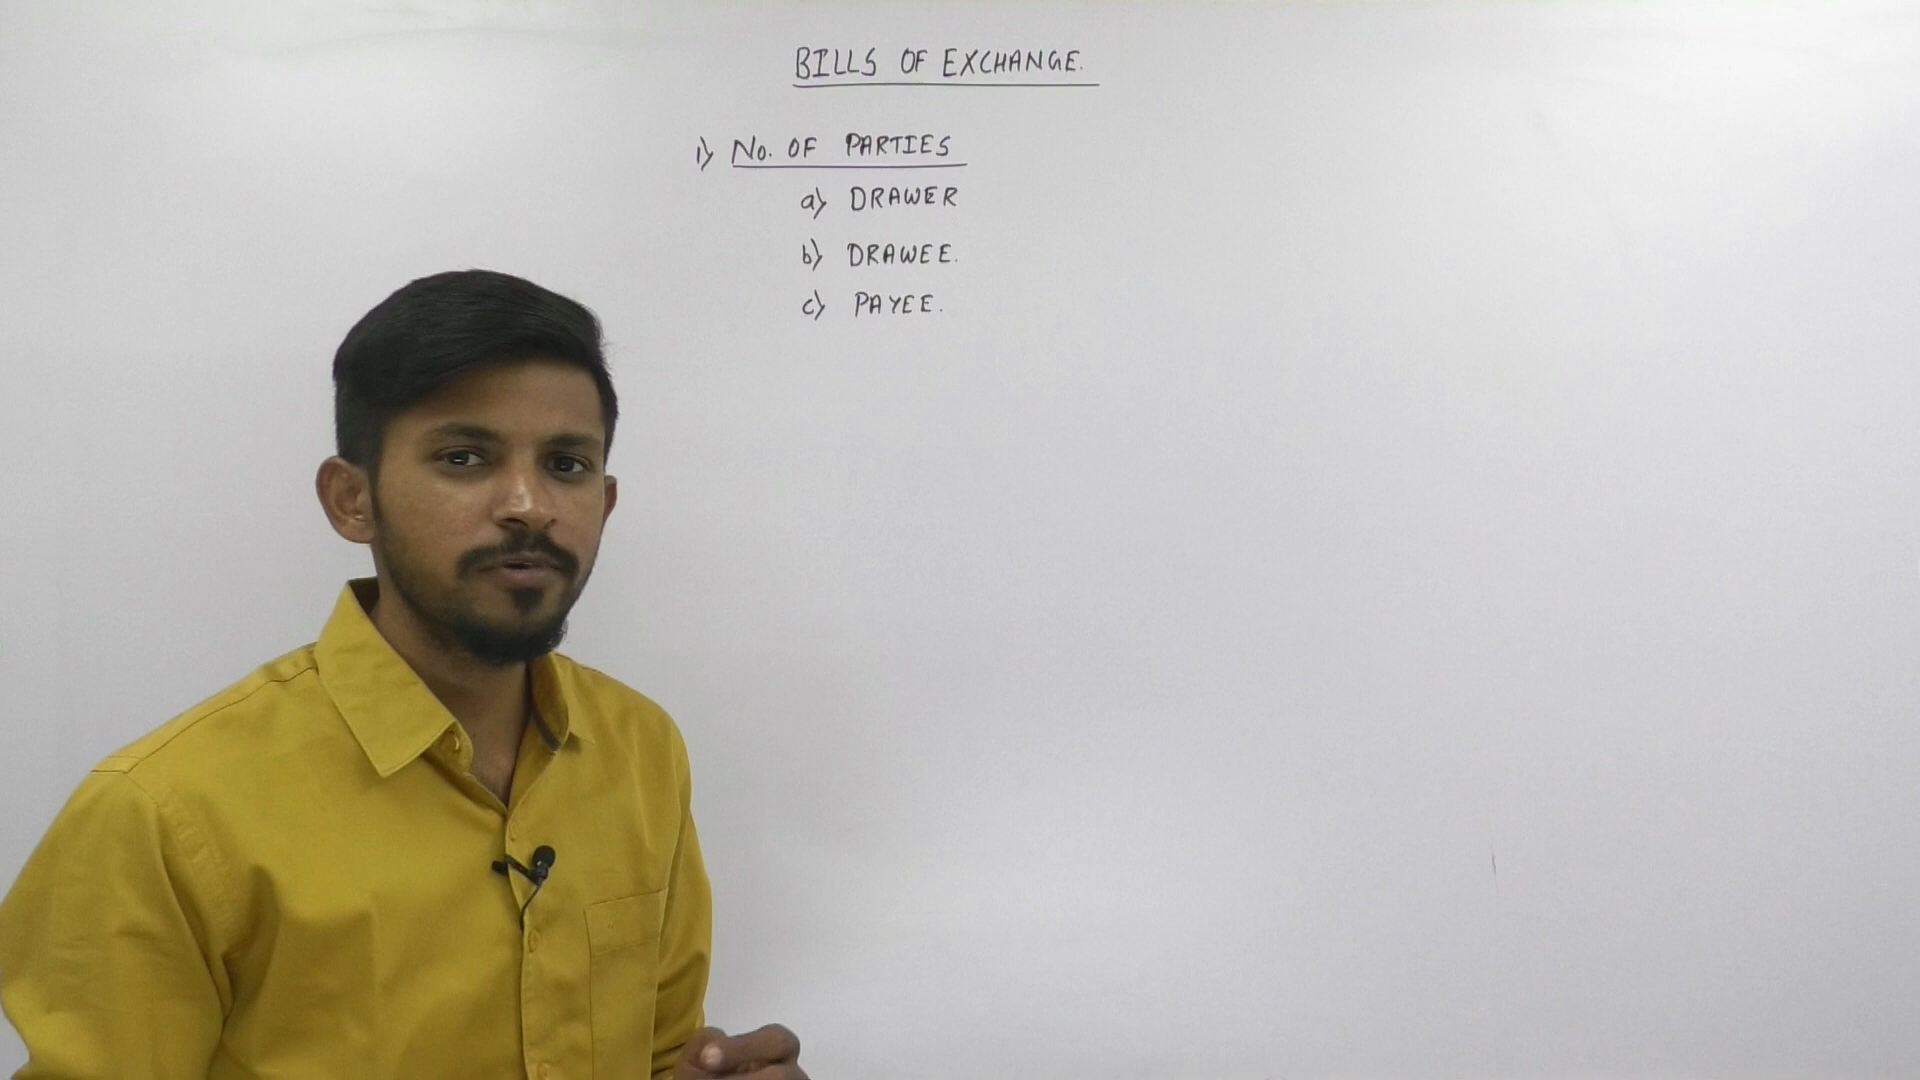 BILLS OF EXCHANGE.
1) No. OF PARTIES
a) DRAWER
b) DRAWEE.
c) PAYEE.